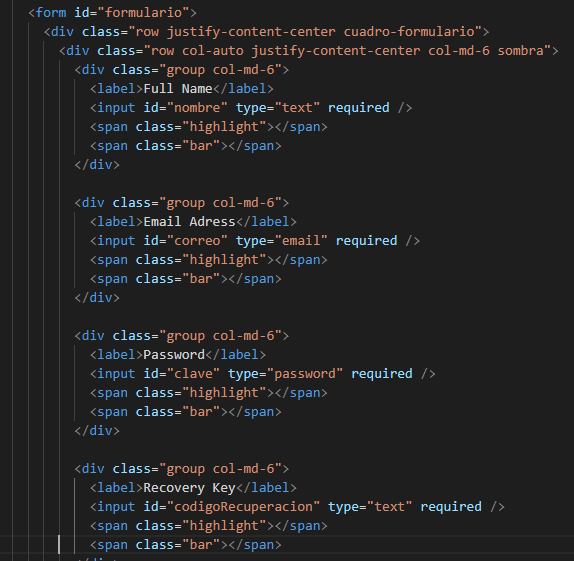 <form id="formulario">
<div class="row justify-content-center cuadro-formulario">
<div class="row col-auto justify-content-center col-md-6 sombra">
<div class="group col-md-6">
<label>Full Name</label>
<input id="nombre" type="text" required />
<span class="highlight"></span>
<span class="bar"></span>
</div>
<div class="group col-md-6">
<label>Email Adress</label>
<input id="correo" type="email" required />
<span class="highlight"></span>
<span class="bar"></span>
</div>
<div class="group col-md-6">
<label>Password</label>
<input id="clave" type="password" required />
<span class="highlight"></span>
<span class="bar"></span>
</div>
<div class="group col-md-6">
<label>Recovery Key</label>
<input id="codigoRecuperacion" type="text" required />
<span class="highlight"></span>
<span class="bar"></span>